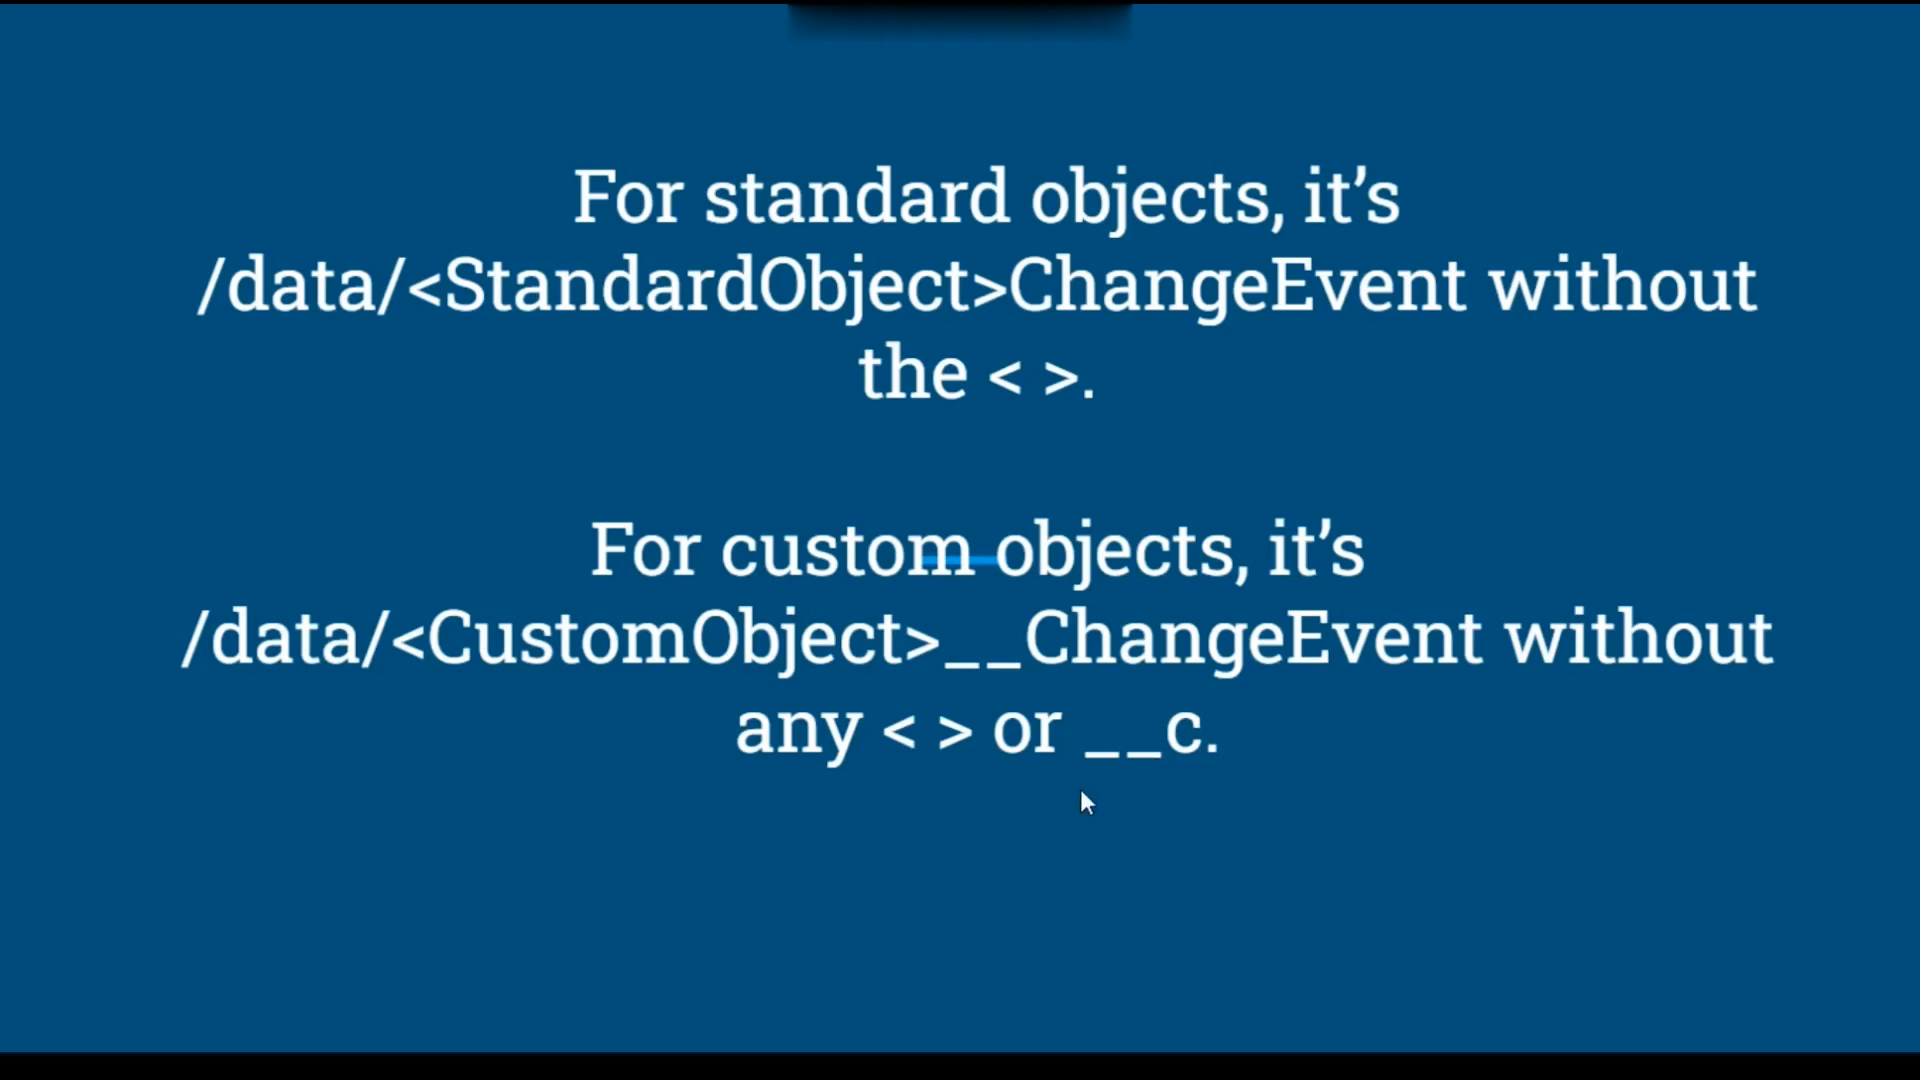 For standard objects, it’s
/data/<StandardObject>ChangeEvent without
the < >.
For custom objects, it’s
/data/<CustomObject>__ChangeEvent without
any < > or __c.